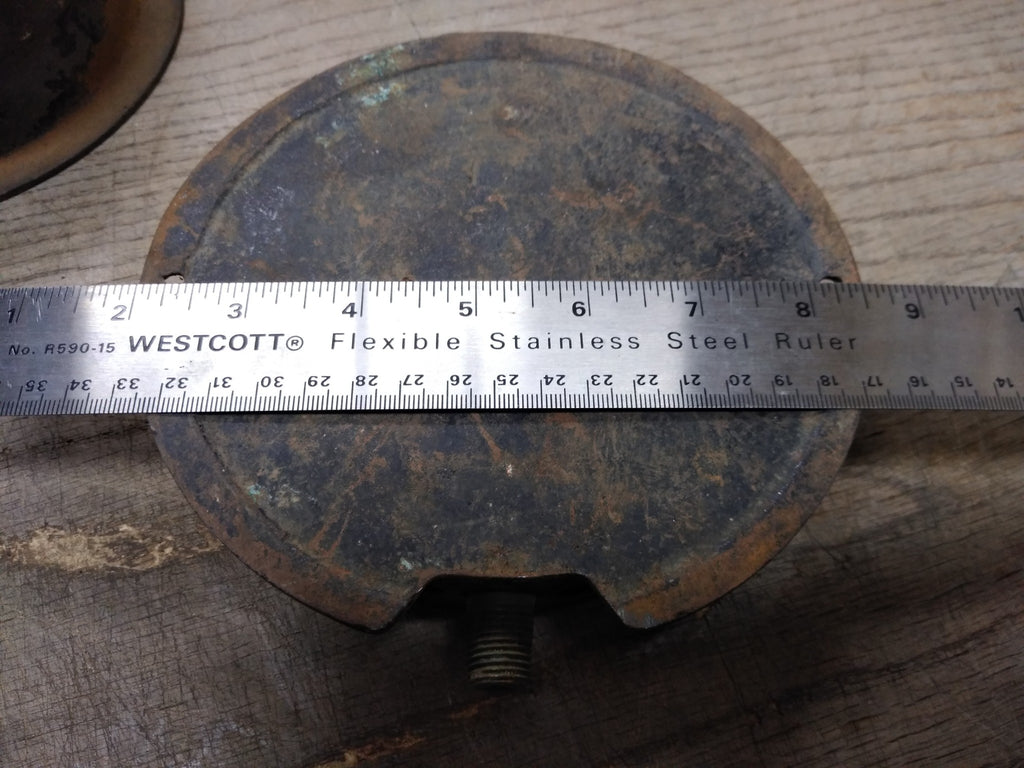 1 2 3 4 5 6 7 8 9 1
No. R590-15 WESTCOTT® Flexible Stainless Steel Ruler
35 34 33 32 31 30 29 28 27 26 25 24 23 22 21 20 19 18 17 16 15 14